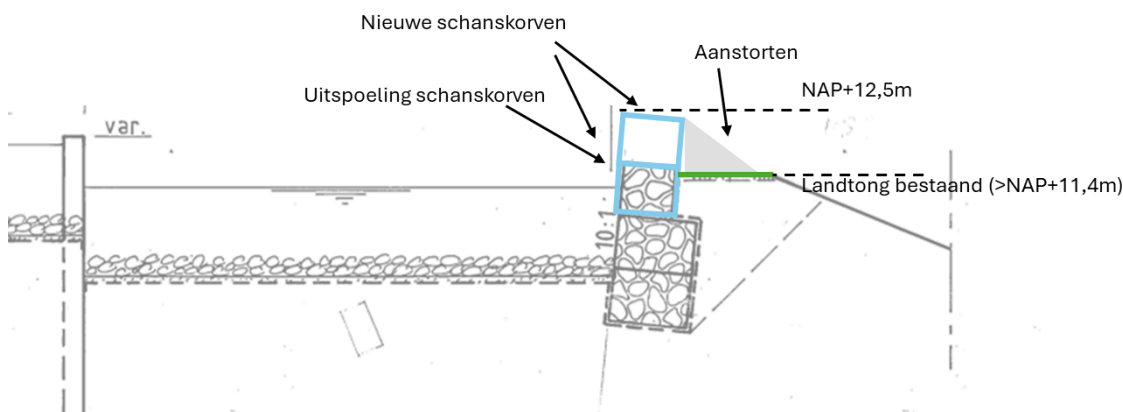 Nieuwe schanskorven
Aanstorten
Uitspoeling schanskorven
NAP+12,5m
var.
Landtong bestaand (>NAP+11,4m)
10:1